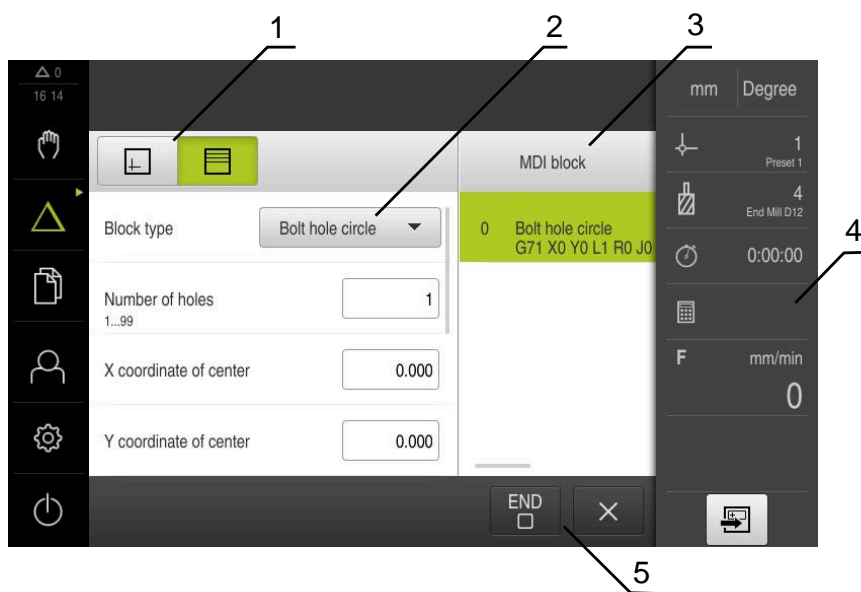 1
2
3
0
16 14
mm Degree
1
Preset 1
MDI block
4
End Mill D12
Block type Bolt hole circle
0 Bolt hole circle
G71 X0 Y0 L1 R0 J0
4
0:00:00
Number of holes 1
1...99
X coordinate of center 0.000
F mm/min
0
Y coordinate of center 0.000
END
5